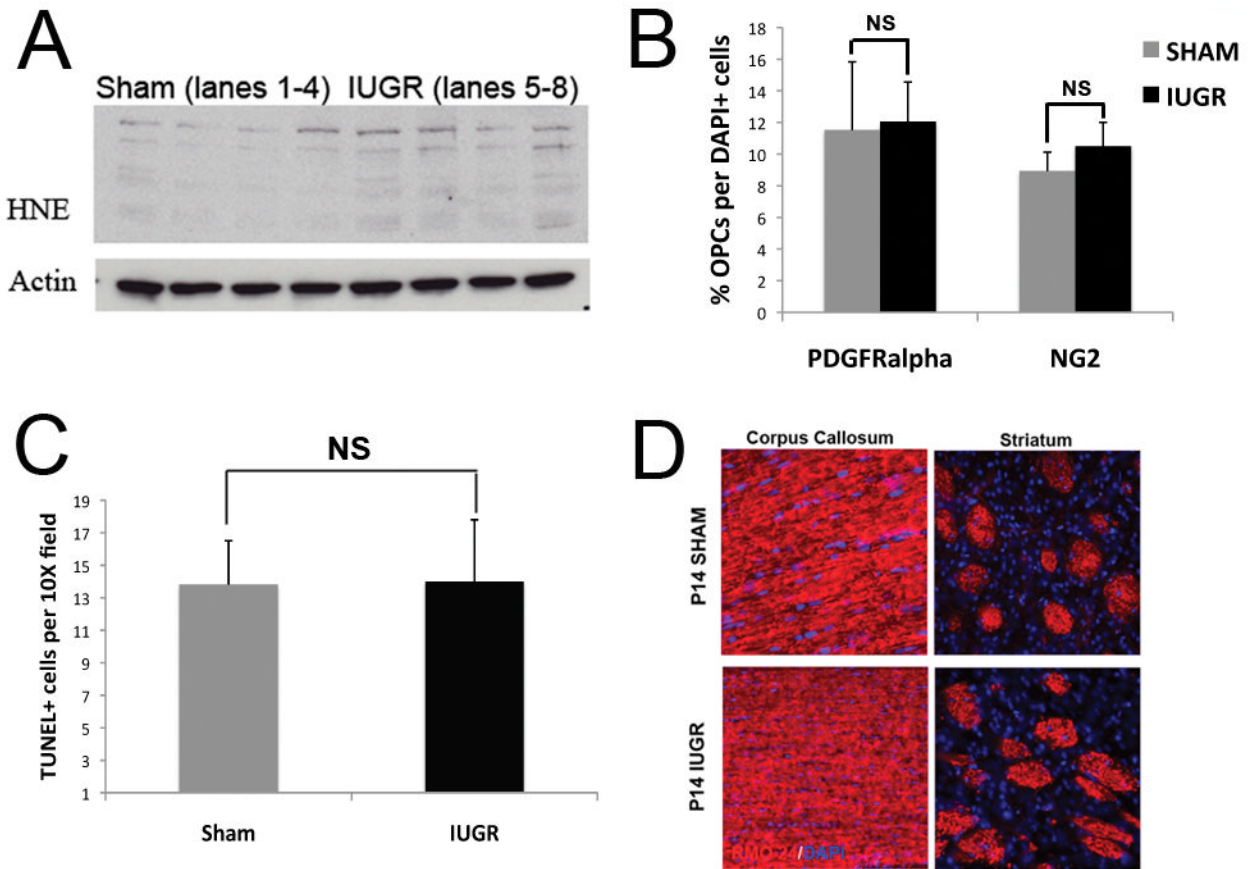 A
Sham (lanes 1-4) IUGR (lanes 5-8)
HNE
Actin
B
% OPCs per DAPI+ cells
18
16
14
12
10
8
6
4
2
0
NS
NS
SHAM
IUGR
PDGFRalpha
NG2
C
NS
TUNEL+ cells per 10X field
19
17
15
13
11
9
7
5
3
1
Sham
IUGR
D
Corpus Callosum
Striatum
P14 SHAM
P14 IUGR
/DAPI